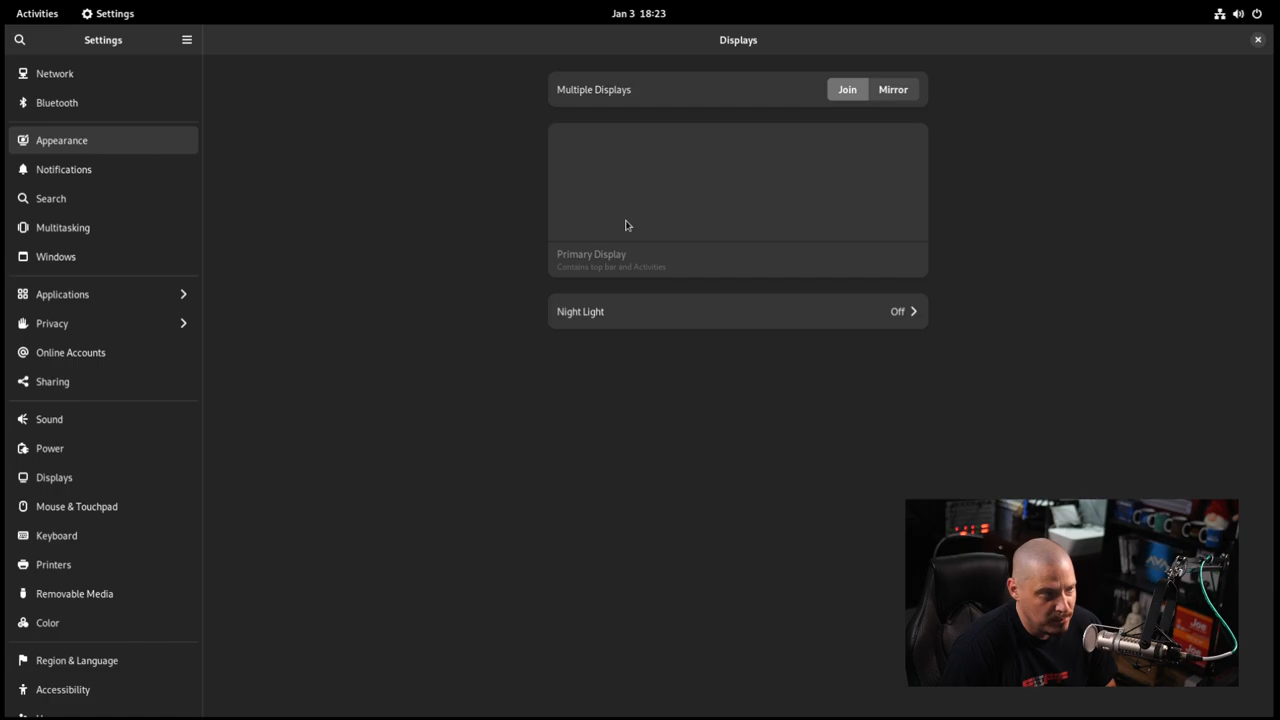 Activities
Settings
Jan 3 18:23
Settings
Displays
Network
Bluetooth
Appearance
Notifications
Search
Multitasking
Windows
Applications
Privacy
Online Accounts
Sharing
Sound
Power
Displays
Mouse & Touchpad
Keyboard
Printers
Removable Media
Color
Region & Language
Accessibility
Multiple Displays
Join
Mirror
Primary Display
Contains top bar and Activities
Night Light
Off
Joe